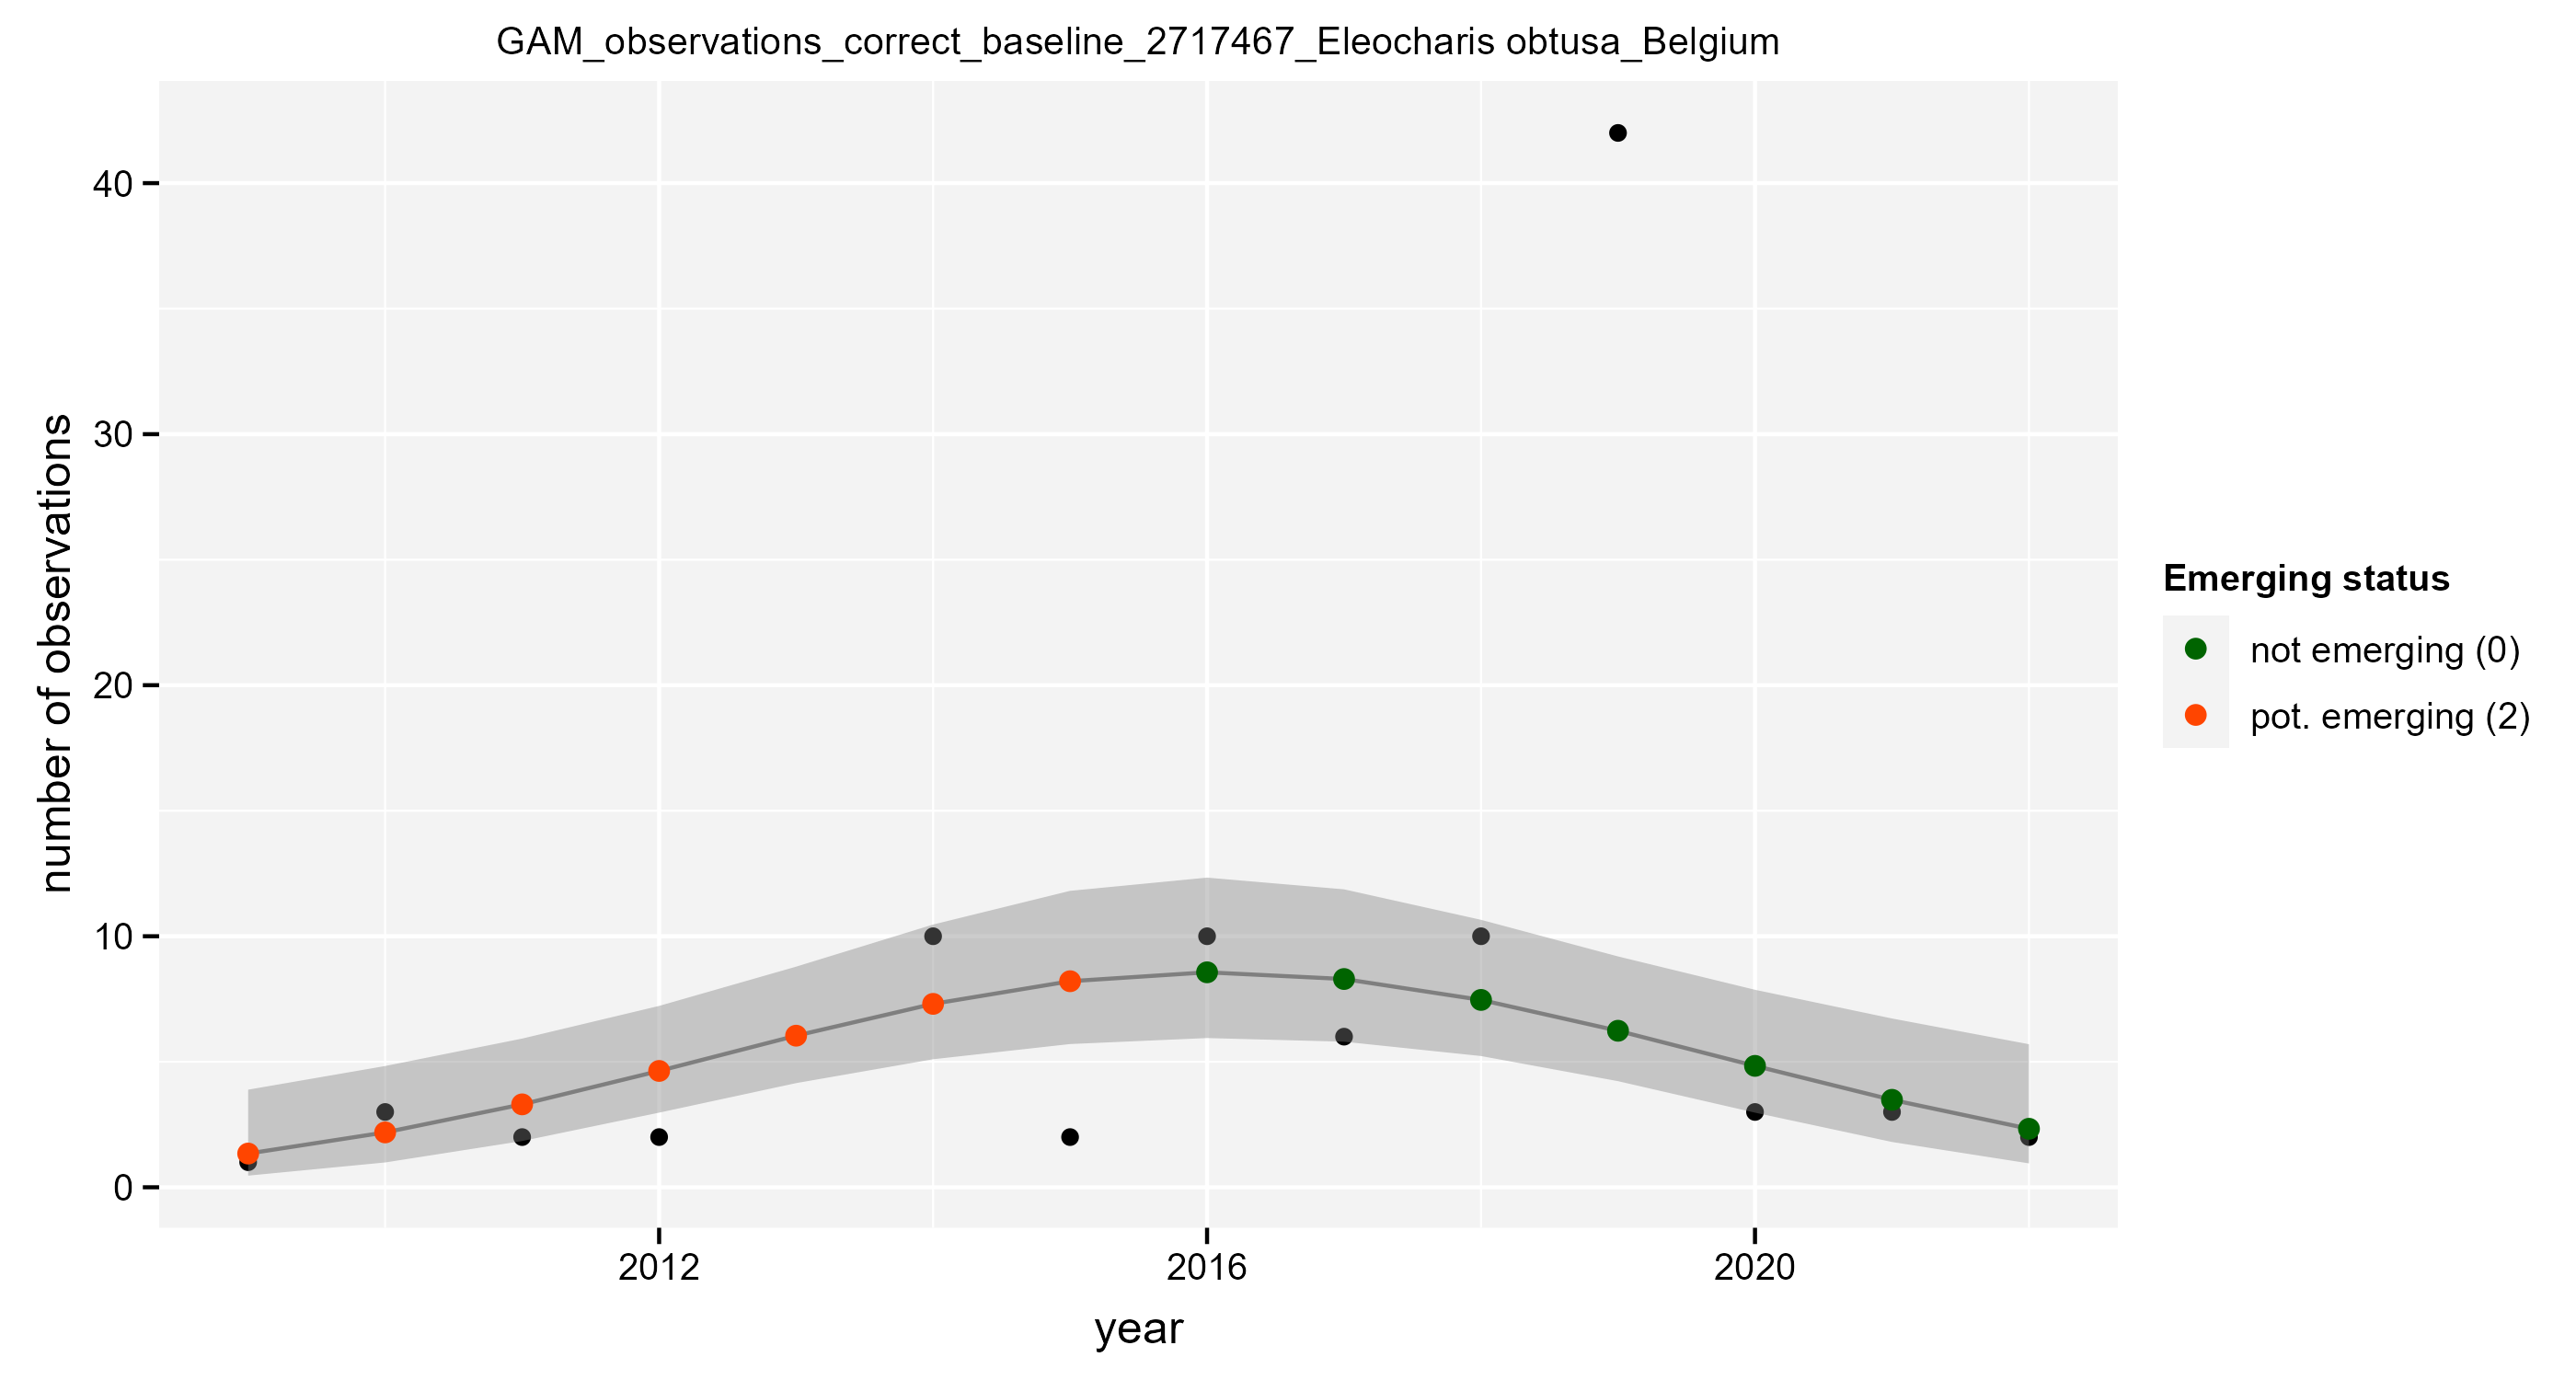 GAM_observations_correct_baseline_2717467_Eleocharis obtusa_Belgium
number of observations
40
30
20
10
0
2012
2016
2020
year
Emerging status
not emerging (0)
pot. emerging (2)